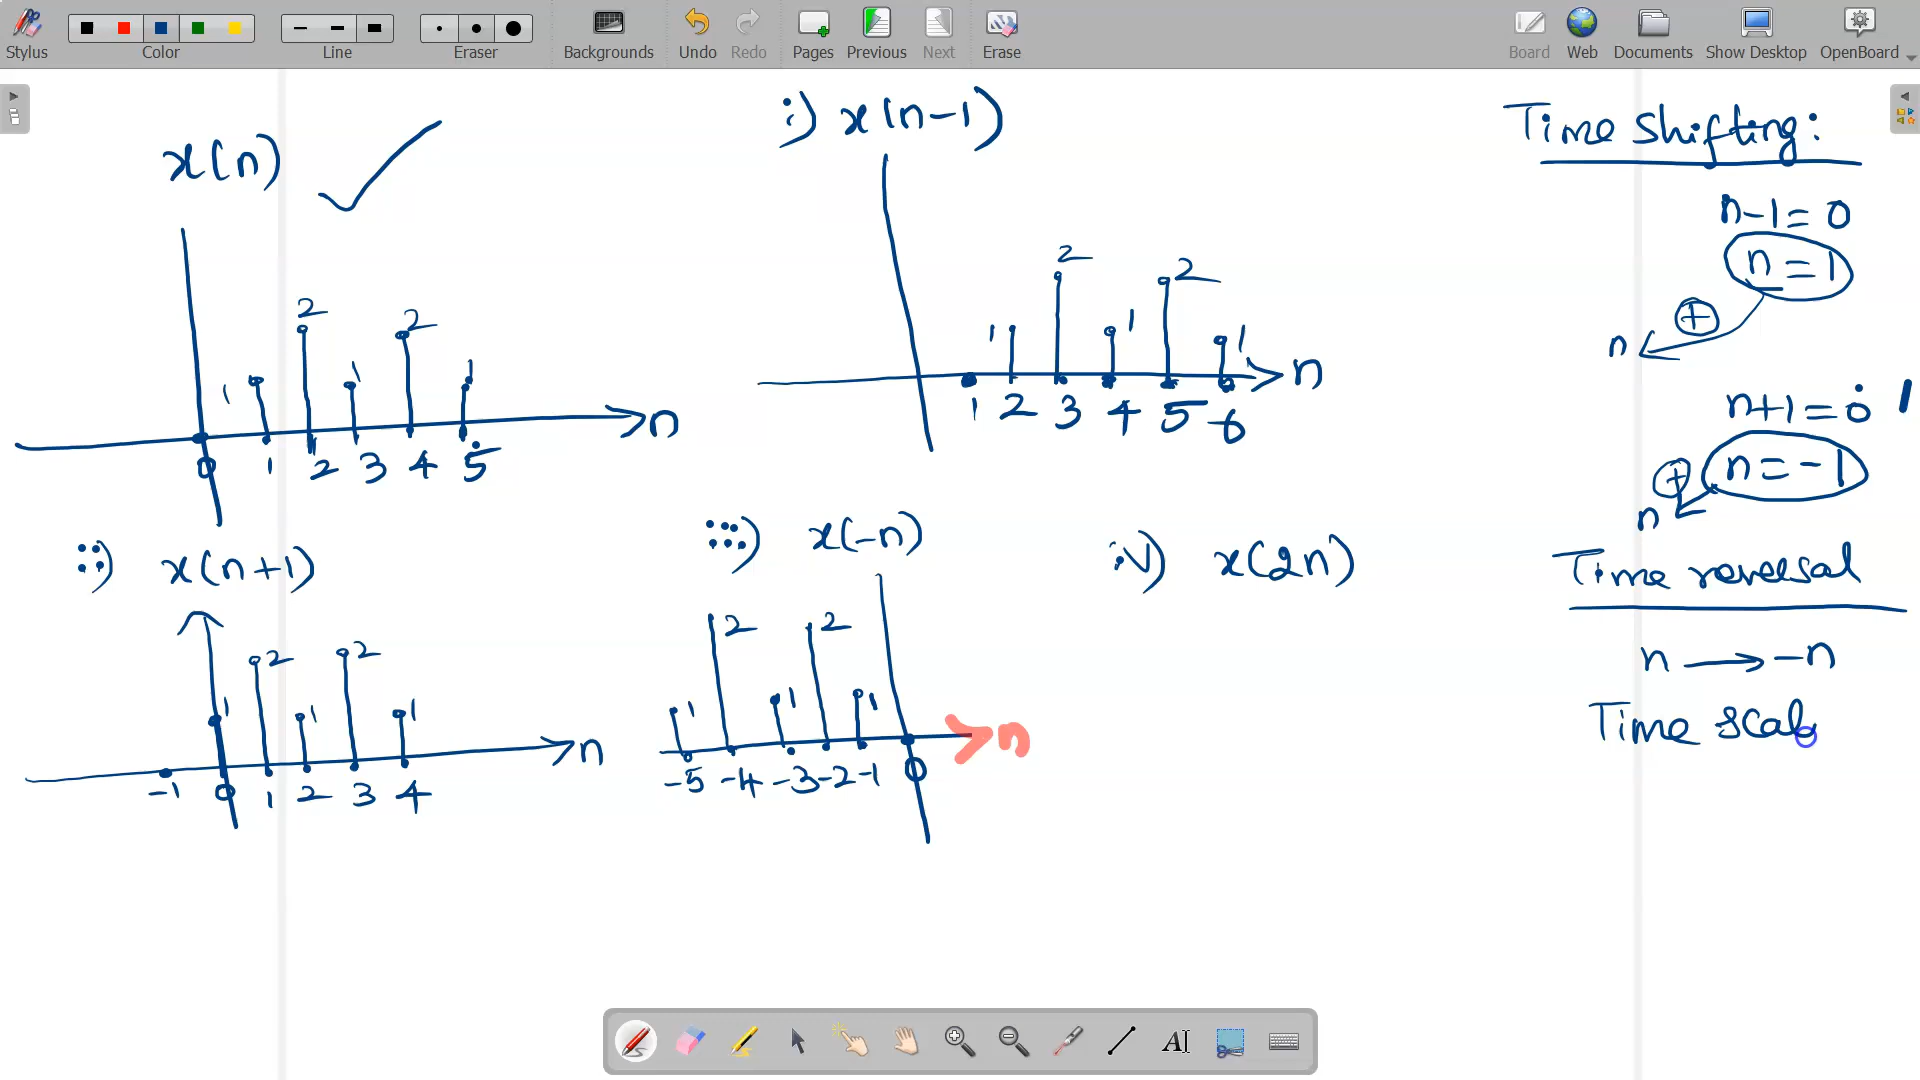 Stylus
Color
Line
Eraser
Backgrounds
Undo
Redo
Pages
Previous
Next
Erase
Board
Web
Documents
Show Desktop
OpenBoard
x(n)
1 2 1 2 1
n
0 1 2 3 4 5
i) x(n-1)
1 2 1 2 1
n
1 2 3 4 5 6
Time shifting:
n-1=0
n=1
+
n
n+1=0
n=-1
+
n
ii) x(n+1)
1 2 1 2 1
n
-1 0 1 2 3 4
iii) x(-n)
1 2 1 2 1
n
-5 -4 -3 -2 -1 0
iv) x(2n)
Time reversal
n → -n
Time scal
AI